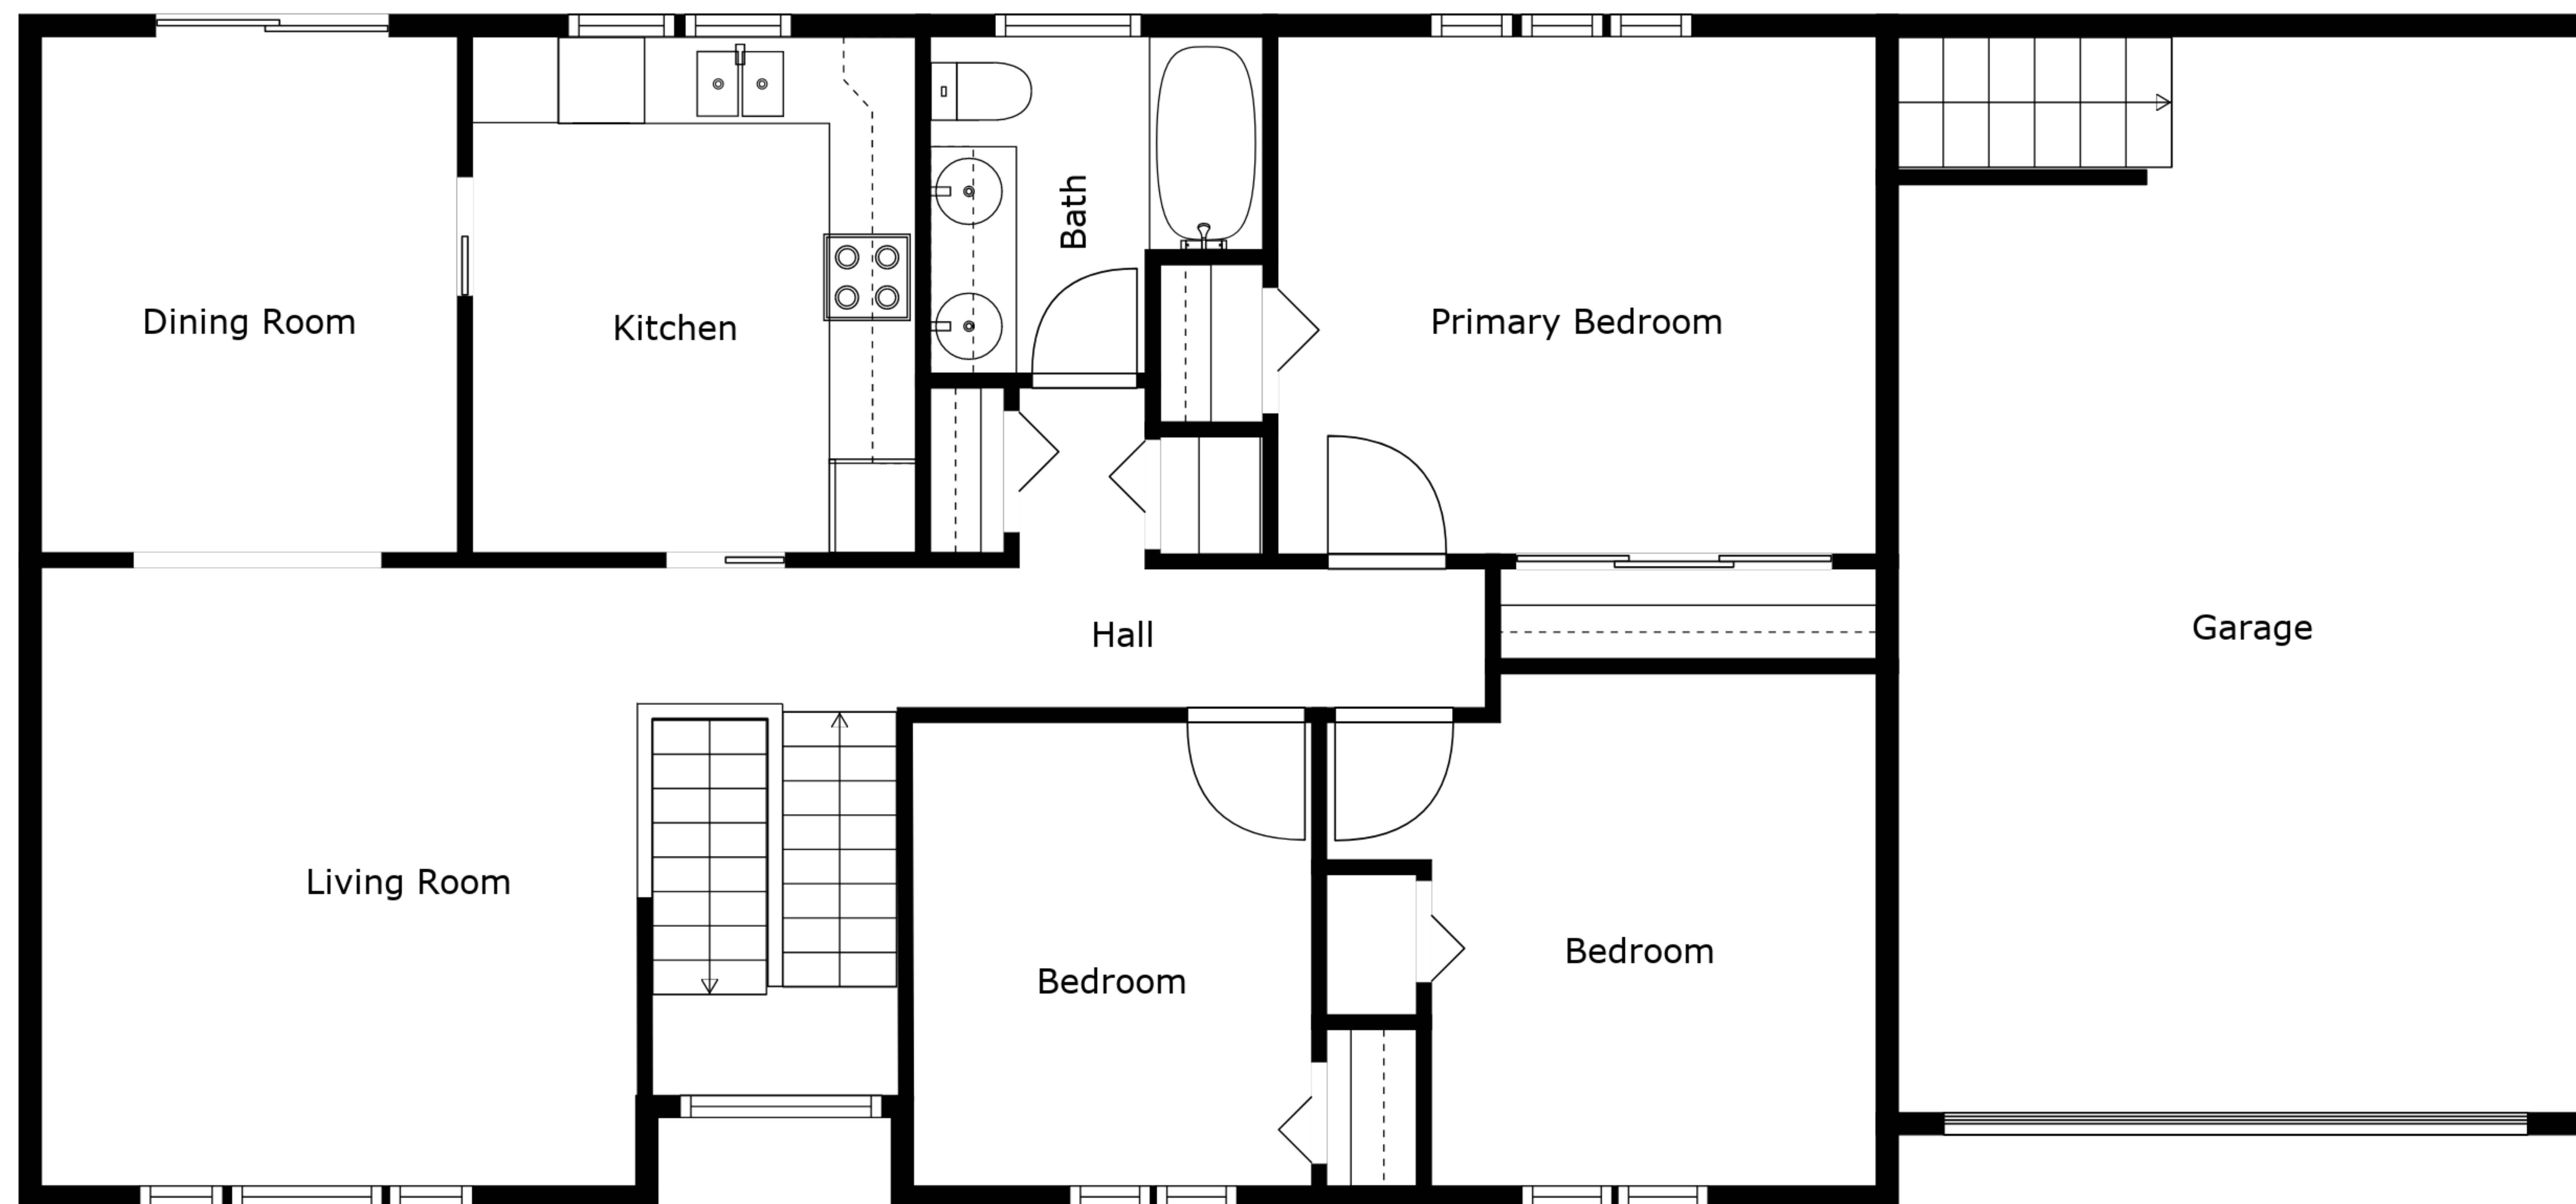 Bath
Dining Room
Kitchen
Primary Bedroom
Hall
Garage
Living Room
Bedroom
Bedroom